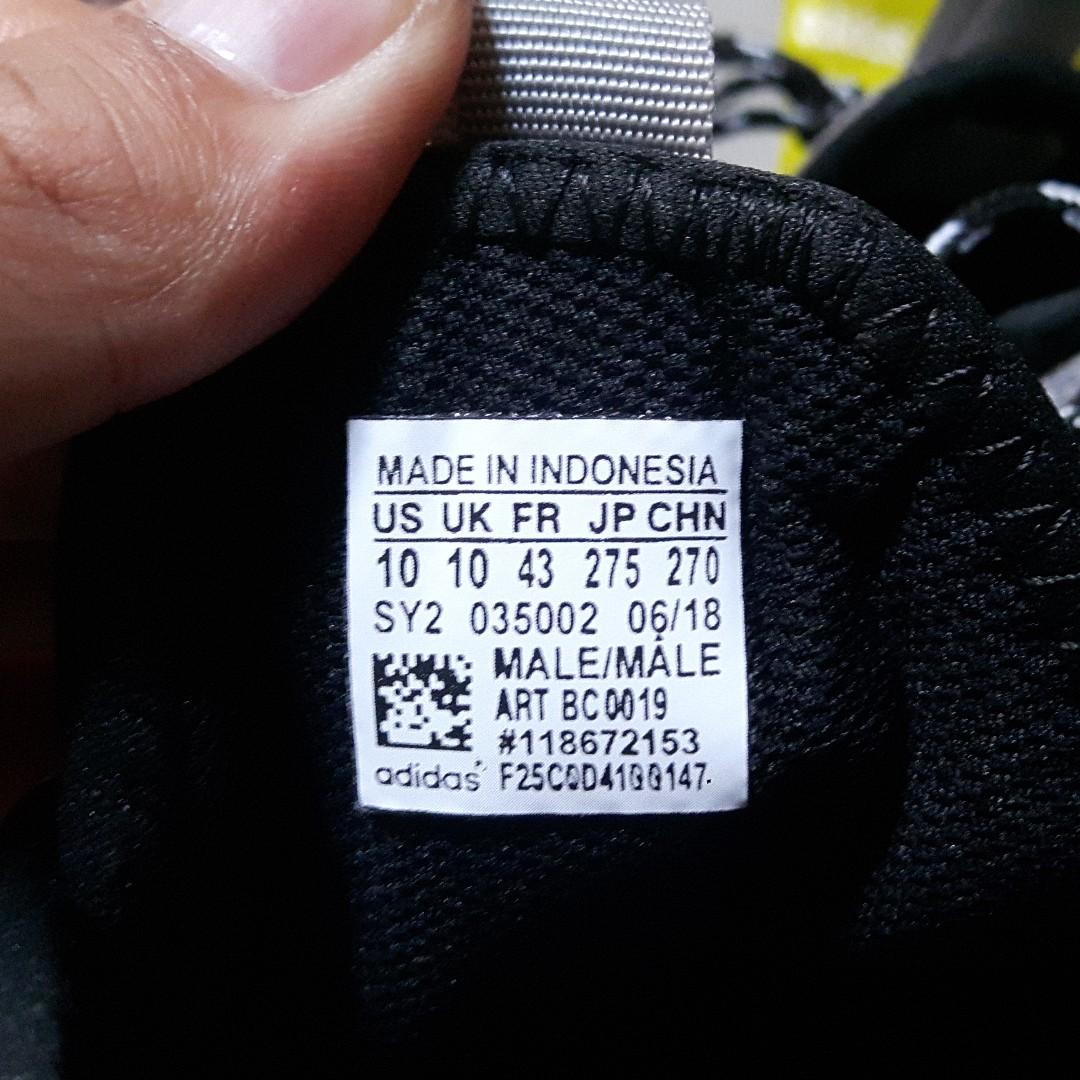 MADE IN INDONESIA
US UK FR JP CHN
10 10 43 275 270
SY2 035002 06/18
MALE/MÂLE
ART BC0019
#118672153
adidas F25CQD41QQ147